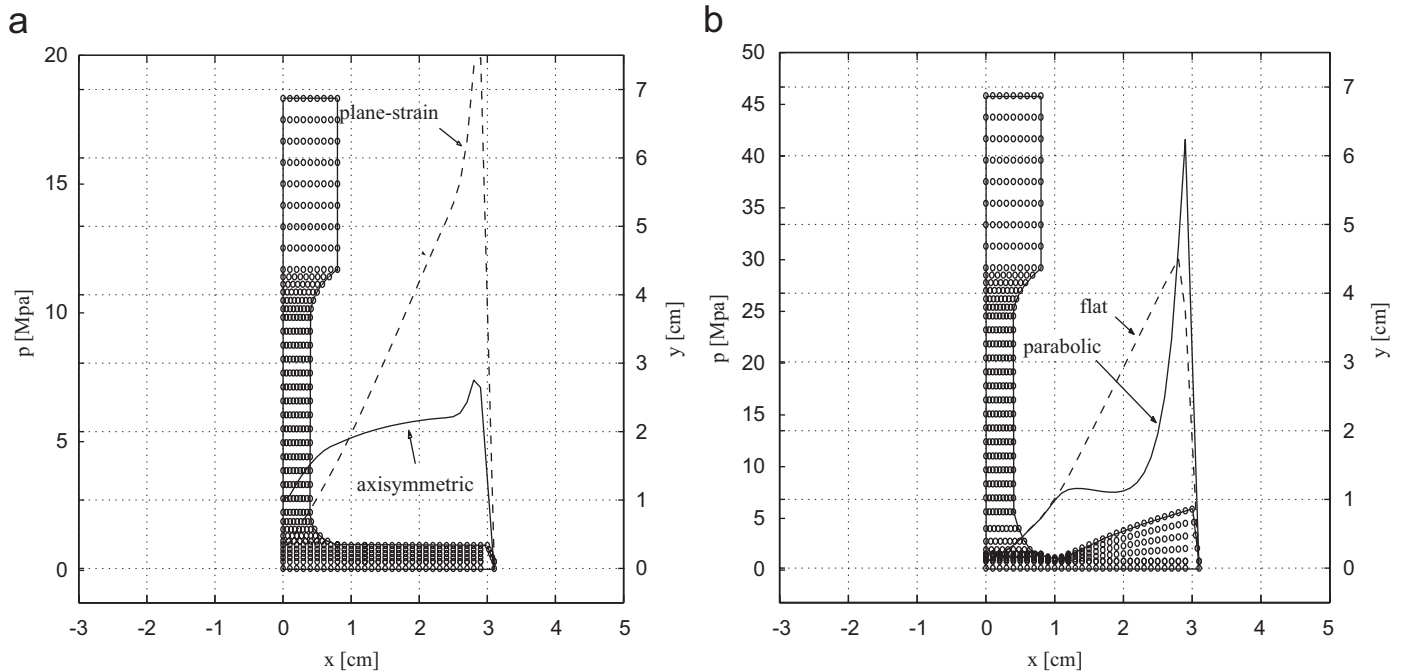 a
20
15
10
5
0
p [Mpa]
plane-strain
axisymmetric
7
6
5
4
3
2
1
0
y [cm]
-3 -2 -1 0 1 2 3 4 5
x [cm]
b
50
45
40
35
30
25
20
15
10
5
0
p [Mpa]
flat
parabolic
7
6
5
4
3
2
1
0
y [cm]
-3 -2 -1 0 1 2 3 4 5
x [cm]